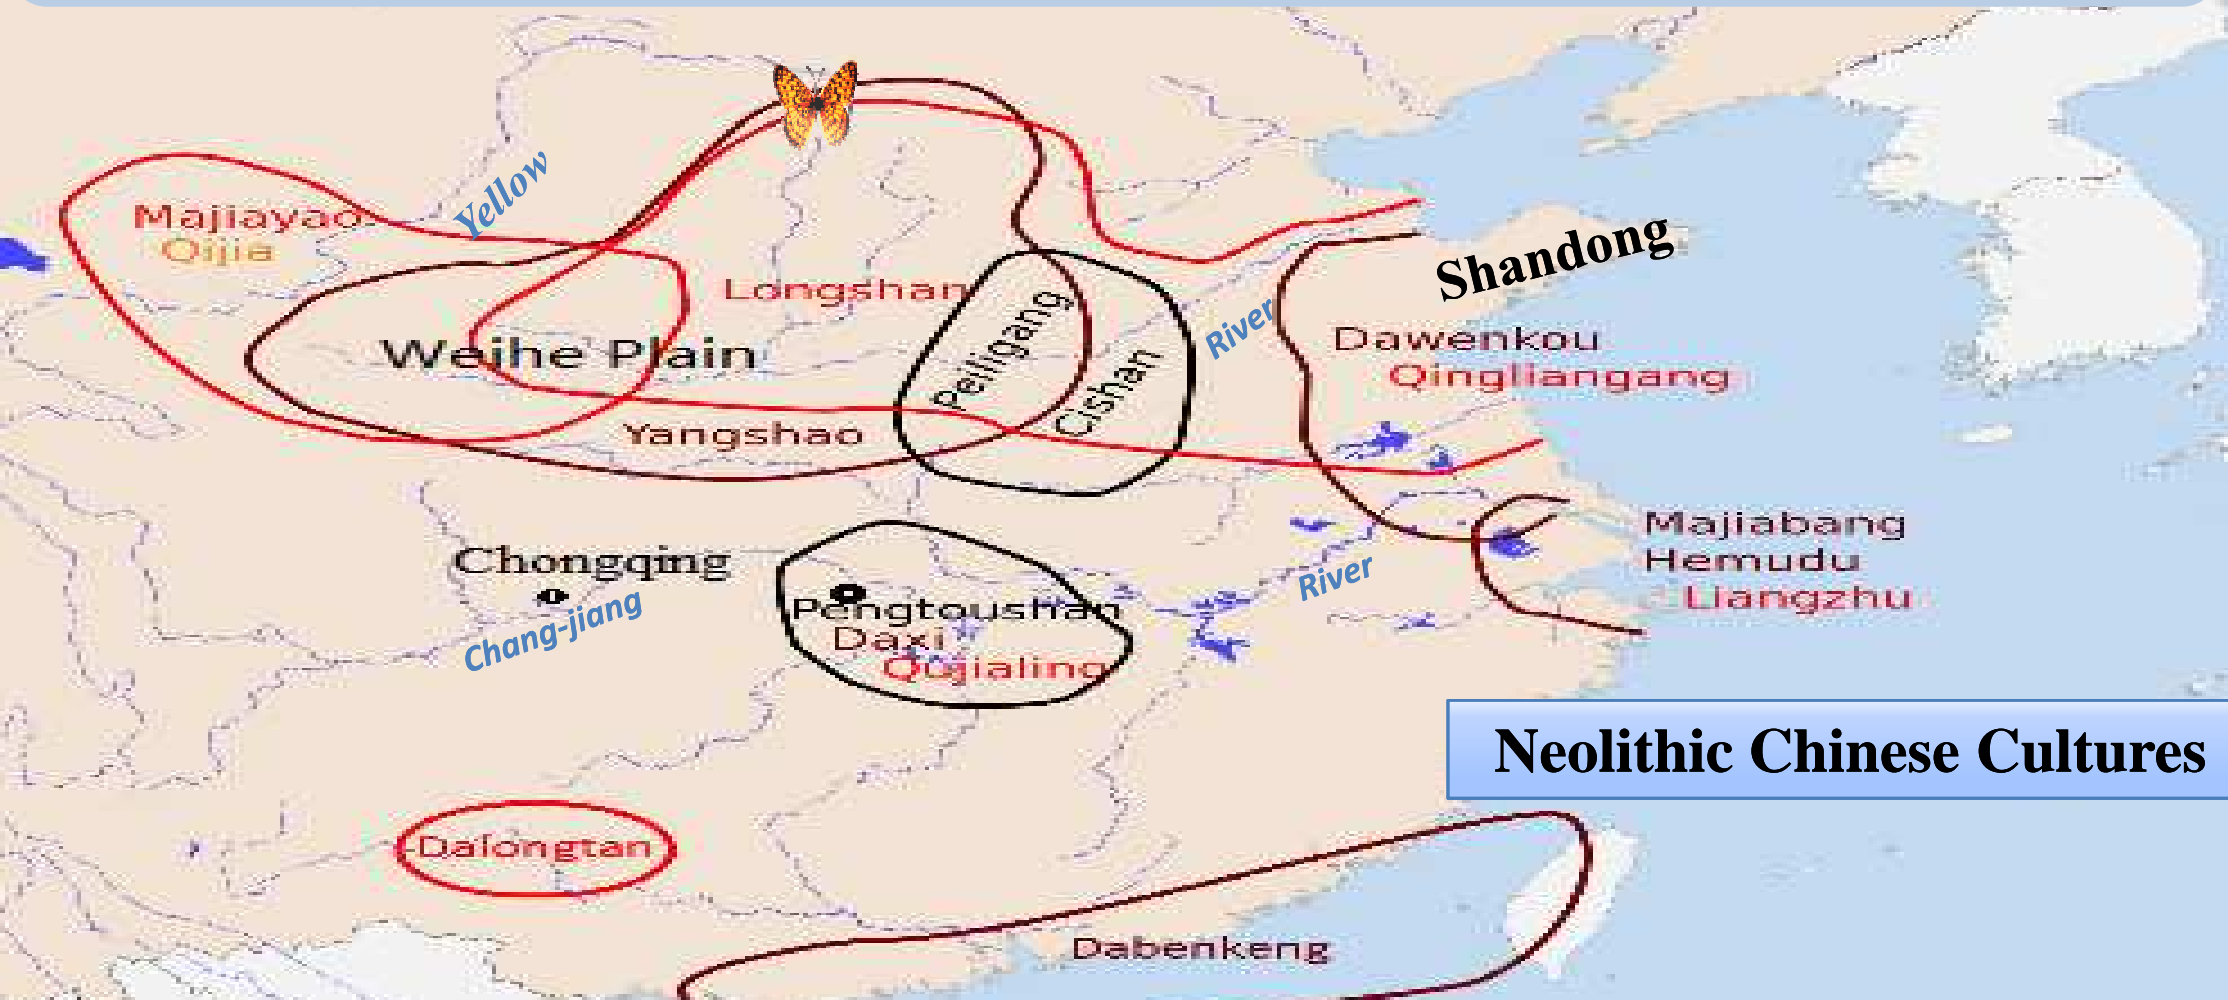 Yellow
Majiayao
Qijia
Shandong
Longshan
River
Peiligang
Dawenkou
Weihe Plain
Cishan
Qingliangang
Yangshao
Majiabang
Chongqing
Hemudu
River
Liangzhu
Chang-jiang
Pengtoushan
Daxi
Qujialing
Neolithic Chinese Cultures
Dalongtan
Dabenkeng